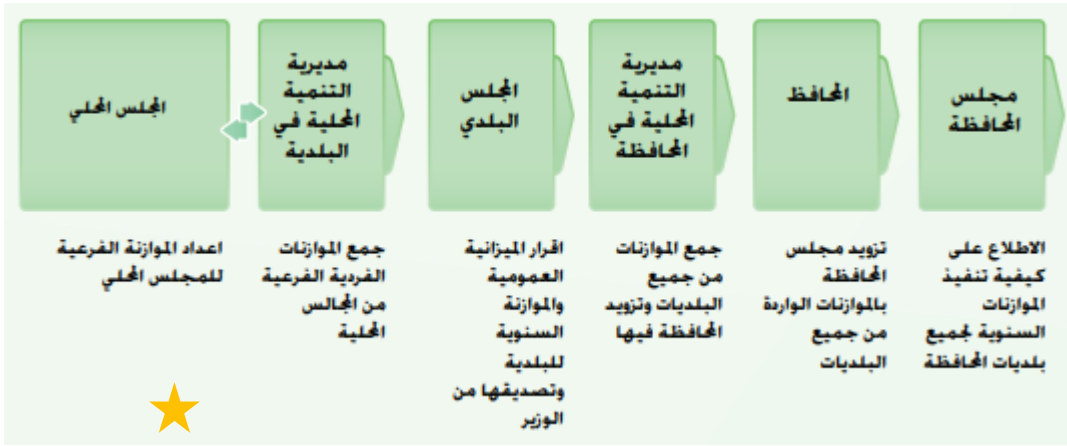 المجلس المحلي
مديرية
التنمية
المحلية في
البلدية
المجلس
البلدي
مديرية
التنمية
المحلية في
المحافظة
المحافظ
مجلس
المحافظة
اعداد الموازنة الفرعية
للمجلس المحلي
جمع الموازنات
الفردية الفرعية
من المجالس
المحلية
اقرار الميزانية
العمومية
والموازنة
السنوية
للبلدية
وتصديقها من
الوزير
جمع الموازنات
من جميع
البلديات وتزويد
المحافظة فيها
تزويد مجلس
المحافظة
بالموازنات الواردة
من جميع
البلديات
الاطلاع على
كيفية تنفيذ
الموازنات
السنوية لجميع
بلديات المحافظة